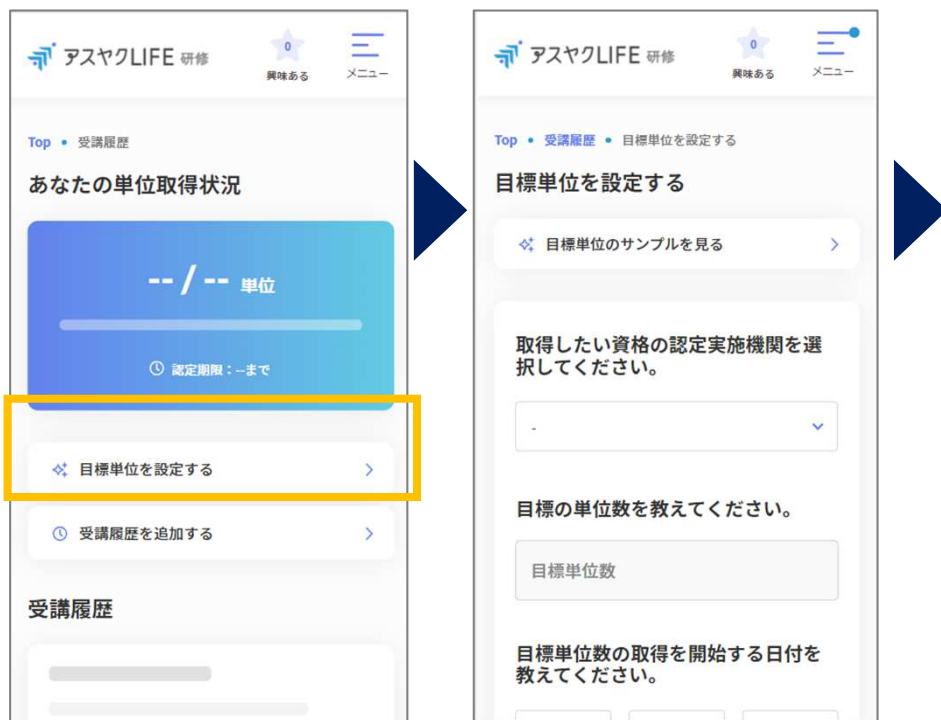 アスヤクLIFE 研修
0
興味ある
メニュー
Top • 受講履歴
あなたの単位取得状況
-- / -- 単位
認定期限：--まで
目標単位を設定する
受講履歴を追加する
受講履歴
アスヤクLIFE 研修
0
興味ある
メニュー
Top • 受講履歴 • 目標単位を設定する
目標単位を設定する
目標単位のサンプルを見る
取得したい資格の認定実施機関を選
択してください。
-
目標の単位数を教えてください。
目標単位数
目標単位数の取得を開始する日付を
教えてください。